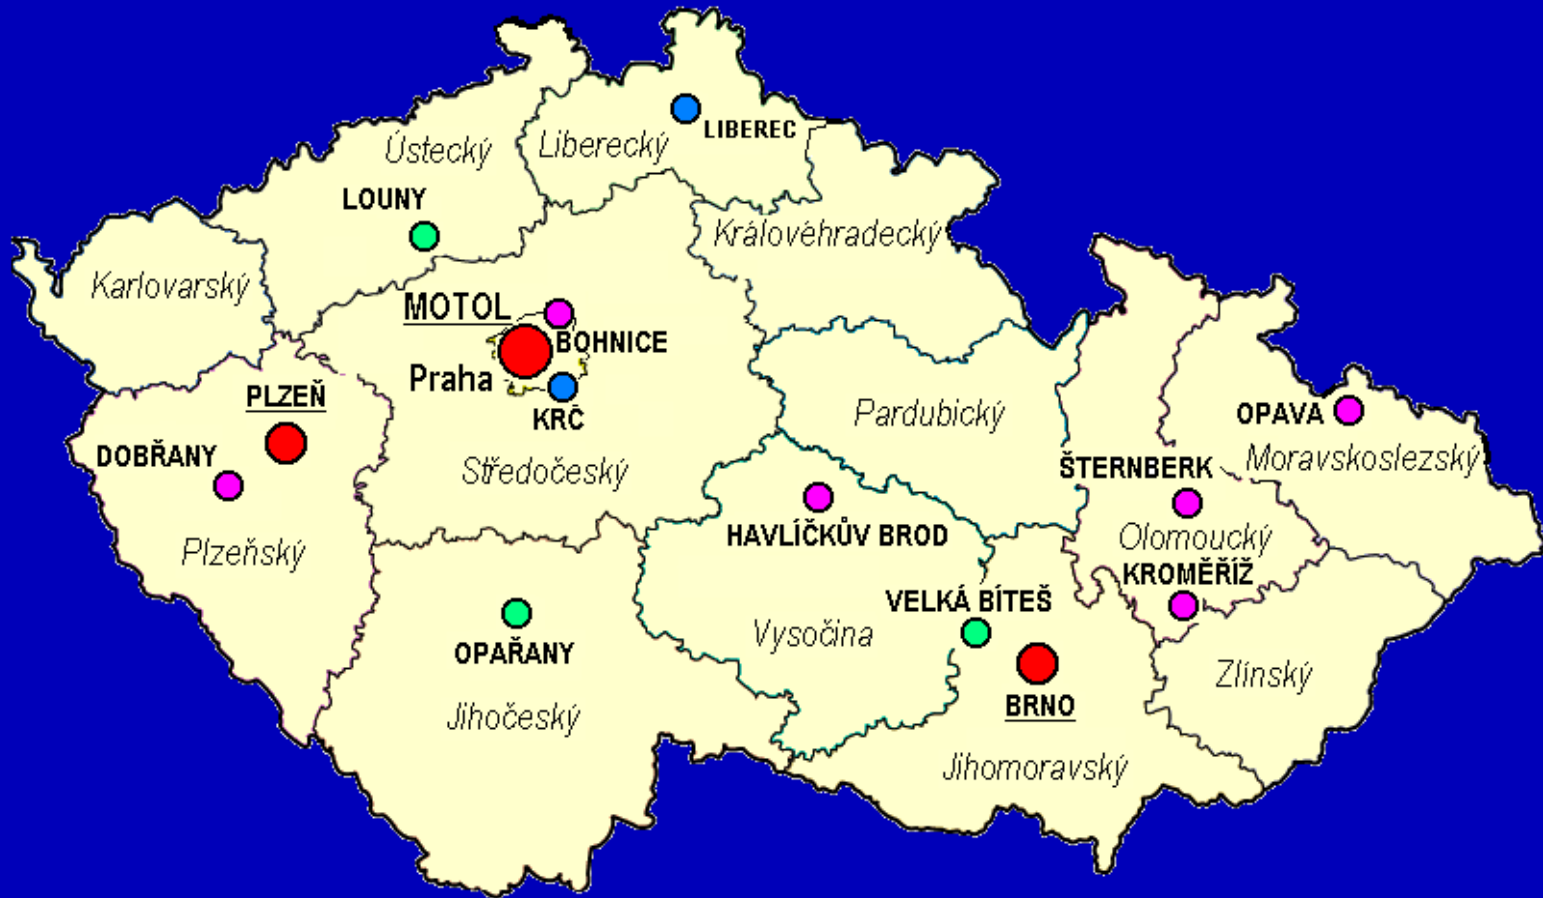 LIBEREC
Ústecký
Liberecký
LOUNY
Královéhradecký
Karlovarský
MOTOL
BOHNICE
Praha
PLZEŇ
KRČ
Pardubický
OPAVA
DOBŘANY
Středočeský
ŠTERNBERK
Moravskoslezský
Plzeňský
HAVLÍČKŮV BROD
Olomoucký
KROMĚŘÍŽ
VELKÁ BÍTEŠ
Vysočina
OPAŘANY
Zlínský
BRNO
Jihočeský
Jihomoravský